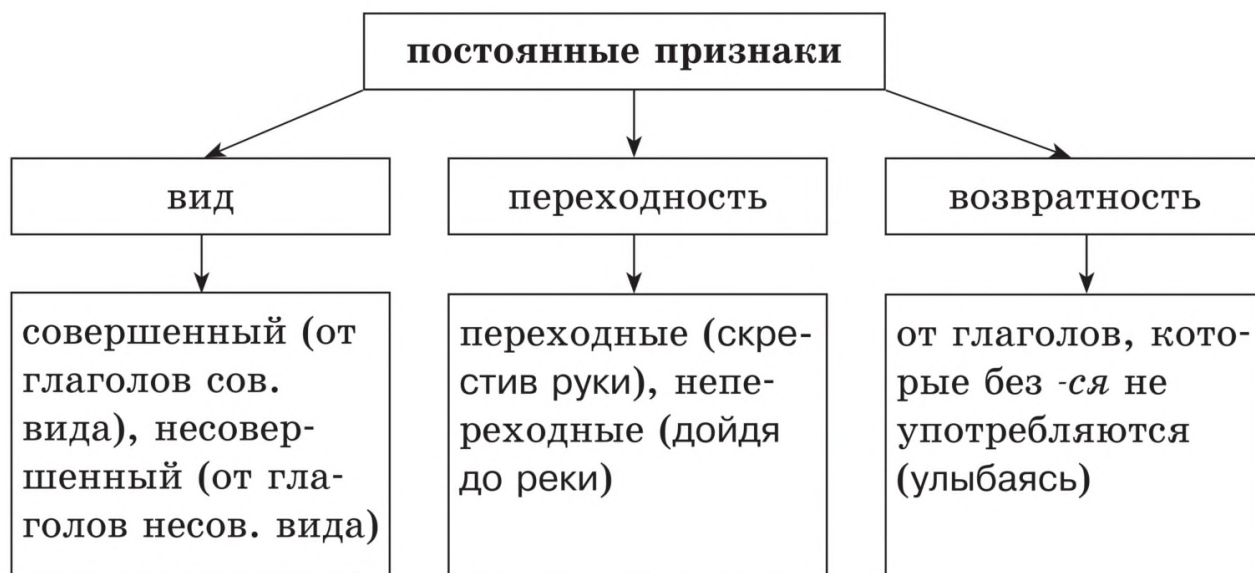 постоянные признаки
вид
переходность
возвратность
совершенный (от
глаголов сов.
вида), несовер-
шенный (от гла-
голов несов. вида)
переходные (скре-
стив руки), непе-
реходные (дойдя
до реки)
от глаголов, кото-
рые без -ся не
употребляются
(улыбаясь)